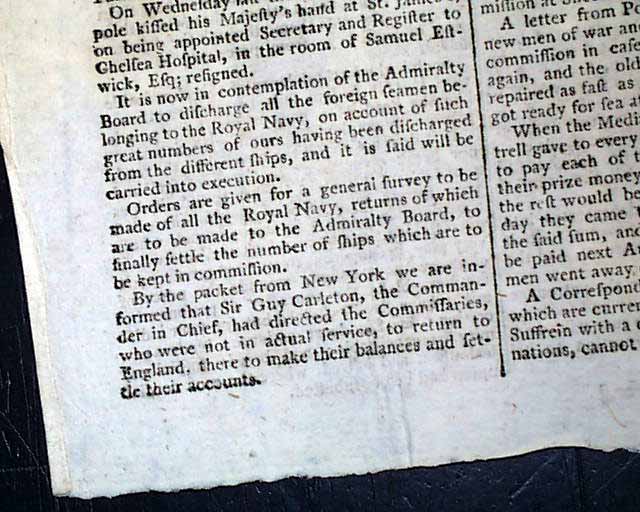 On Wednesday
pole kiſſed his Majeſty's hand at St. James's,
on being appointed Secretary and Regiſter to
Chelſea Hoſpital, in the room of Samuel Eſt-
wick, Eſq; reſigned.
It is now in contemplation of the Admiralty
Board to diſcharge all the foreign ſeamen be-
longing to the Royal Navy, on account of ſuch
great numbers of ours having been diſcharged
from the different ſhips, and it is ſaid will be
carried into execution.
Orders are given for a general ſurvey to be
made of all the Royal Navy, returns of which
are to be made to the Admiralty Board, to
finally ſettle the number of ſhips which are to
be kept in commiſſion.
By the packet from New York we are in-
formed that Sir Guy Carleton, the Comman-
der in Chief, had directed the Commiſſaries,
who were not in actual ſervice, to return to
England, there to make their balances and ſet-
tle their accounts.
miſſion at
A letter from
new men of war and
commiſſion in caſe
again, and the old
repaired as faſt as
got ready for ſea
When the
trell gave to every
to pay each of
their prize money
the reſt would be
day they came
the ſaid ſum, and
be paid next
men went away
A
which are
Suffrein with a
nations, cannot